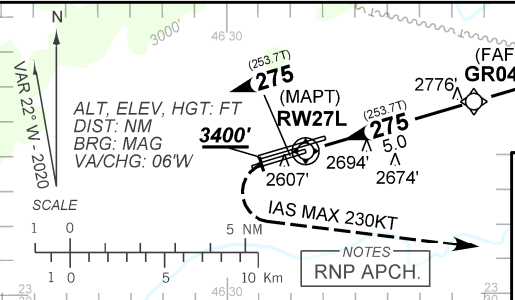 N
3000'
46|30
(FAF
GR04
(253.7T)
275
2776'
VAR 22° W - 2020
(MAPT)
RW27L
ALT, ELEV, HGT: FT
DIST: NM
BRG: MAG
VA/CHG: 06'W
3400'
(253.7T)
275
5.0
2694'
2607'
2674'
SCALE
IAS MAX 230KT
1 0 5 NM
NOTES
RNP APCH.
1 0 5 10 Km
23
30
46|30
23
30